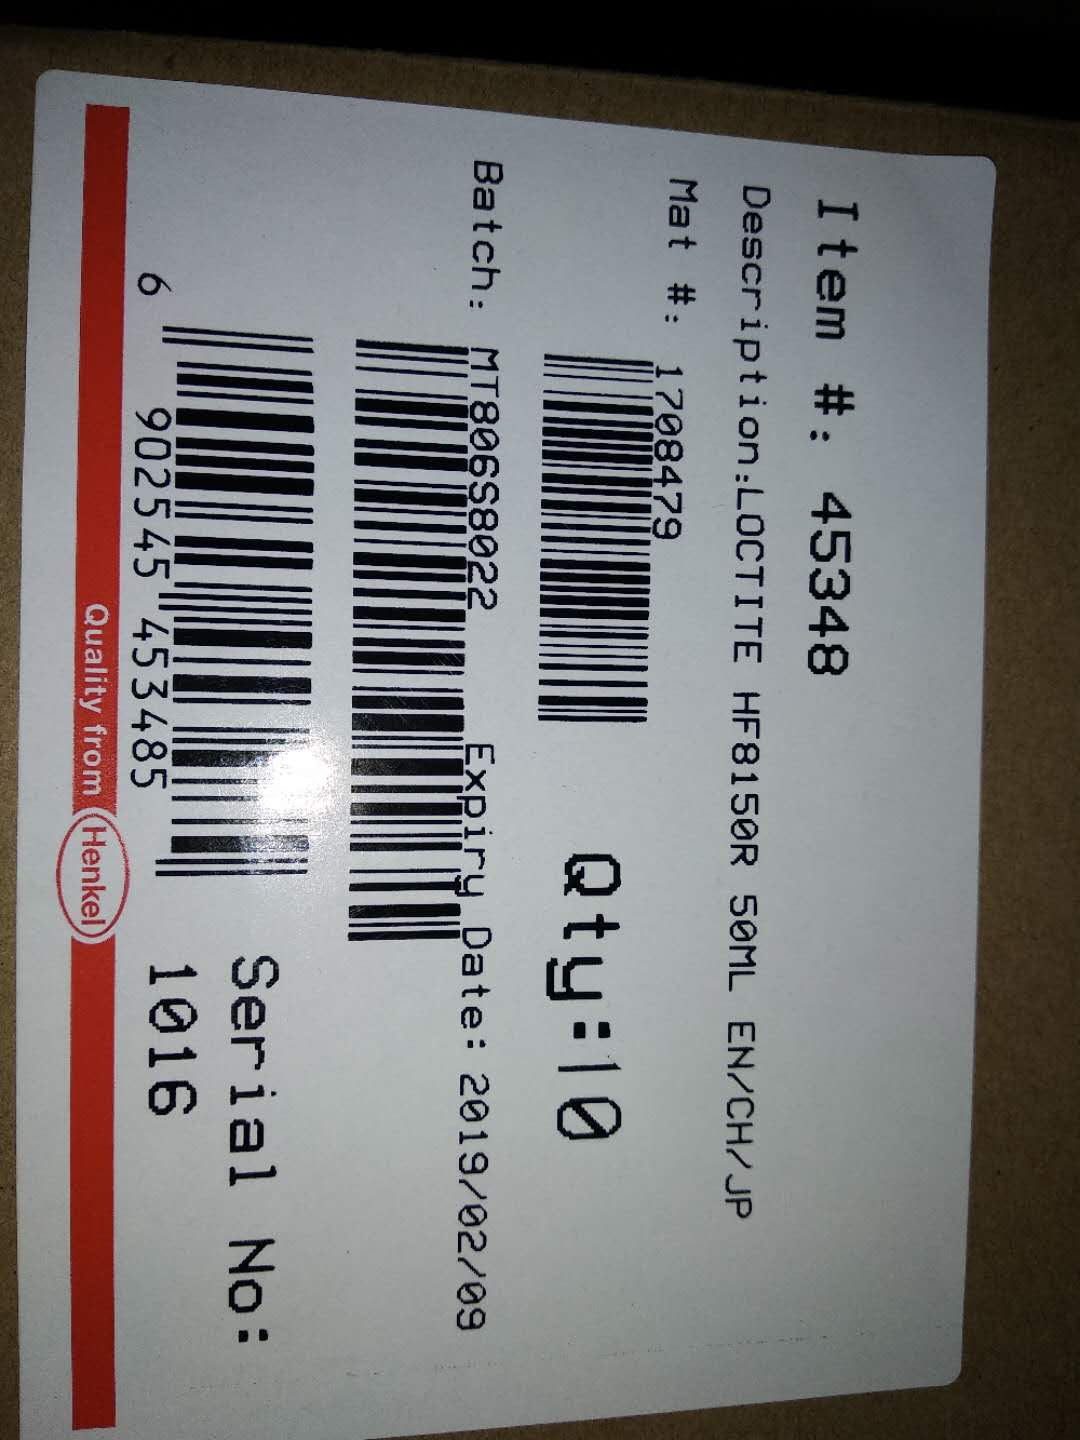 Item #: 45348
Description:LOCTITE HF8150R 50ML EN/CH/JP
Mat #: 1708479
Qty:10
Batch: MT806S8022 Expiry Date: 2019/02/09
Serial No:
1016
6 902545 453485
Quality from Henkel